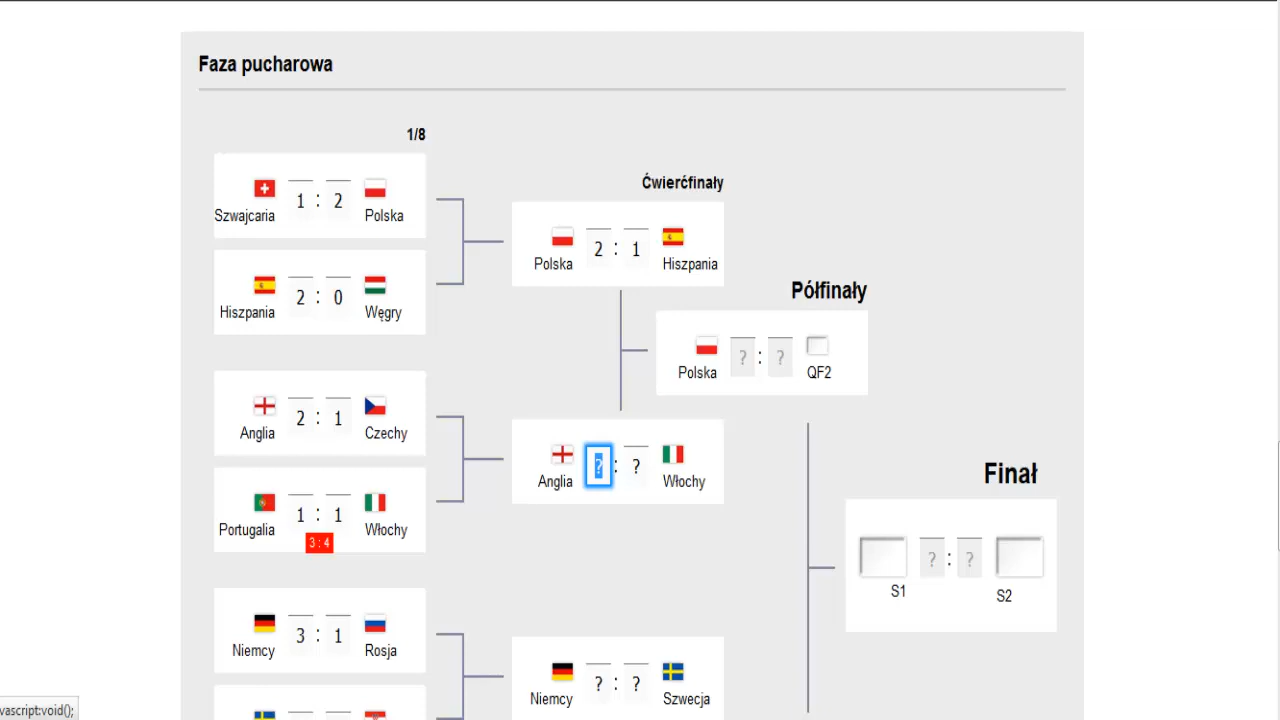 Faza pucharowa
1/8
Szwajcaria 1 : 2 Polska
Hiszpania 2 : 0 Węgry
Anglia 2 : 1 Czechy
Portugalia 1 : 1 Włochy
3 : 4
Niemcy 3 : 1 Rosja
Ćwierćfinały
Polska 2 : 1 Hiszpania
Anglia ? : ? Włochy
Niemcy ? : ? Szwecja
Półfinały
Polska ? : ? QF2
Finał
? : ?
S1 S2
vascript:void();